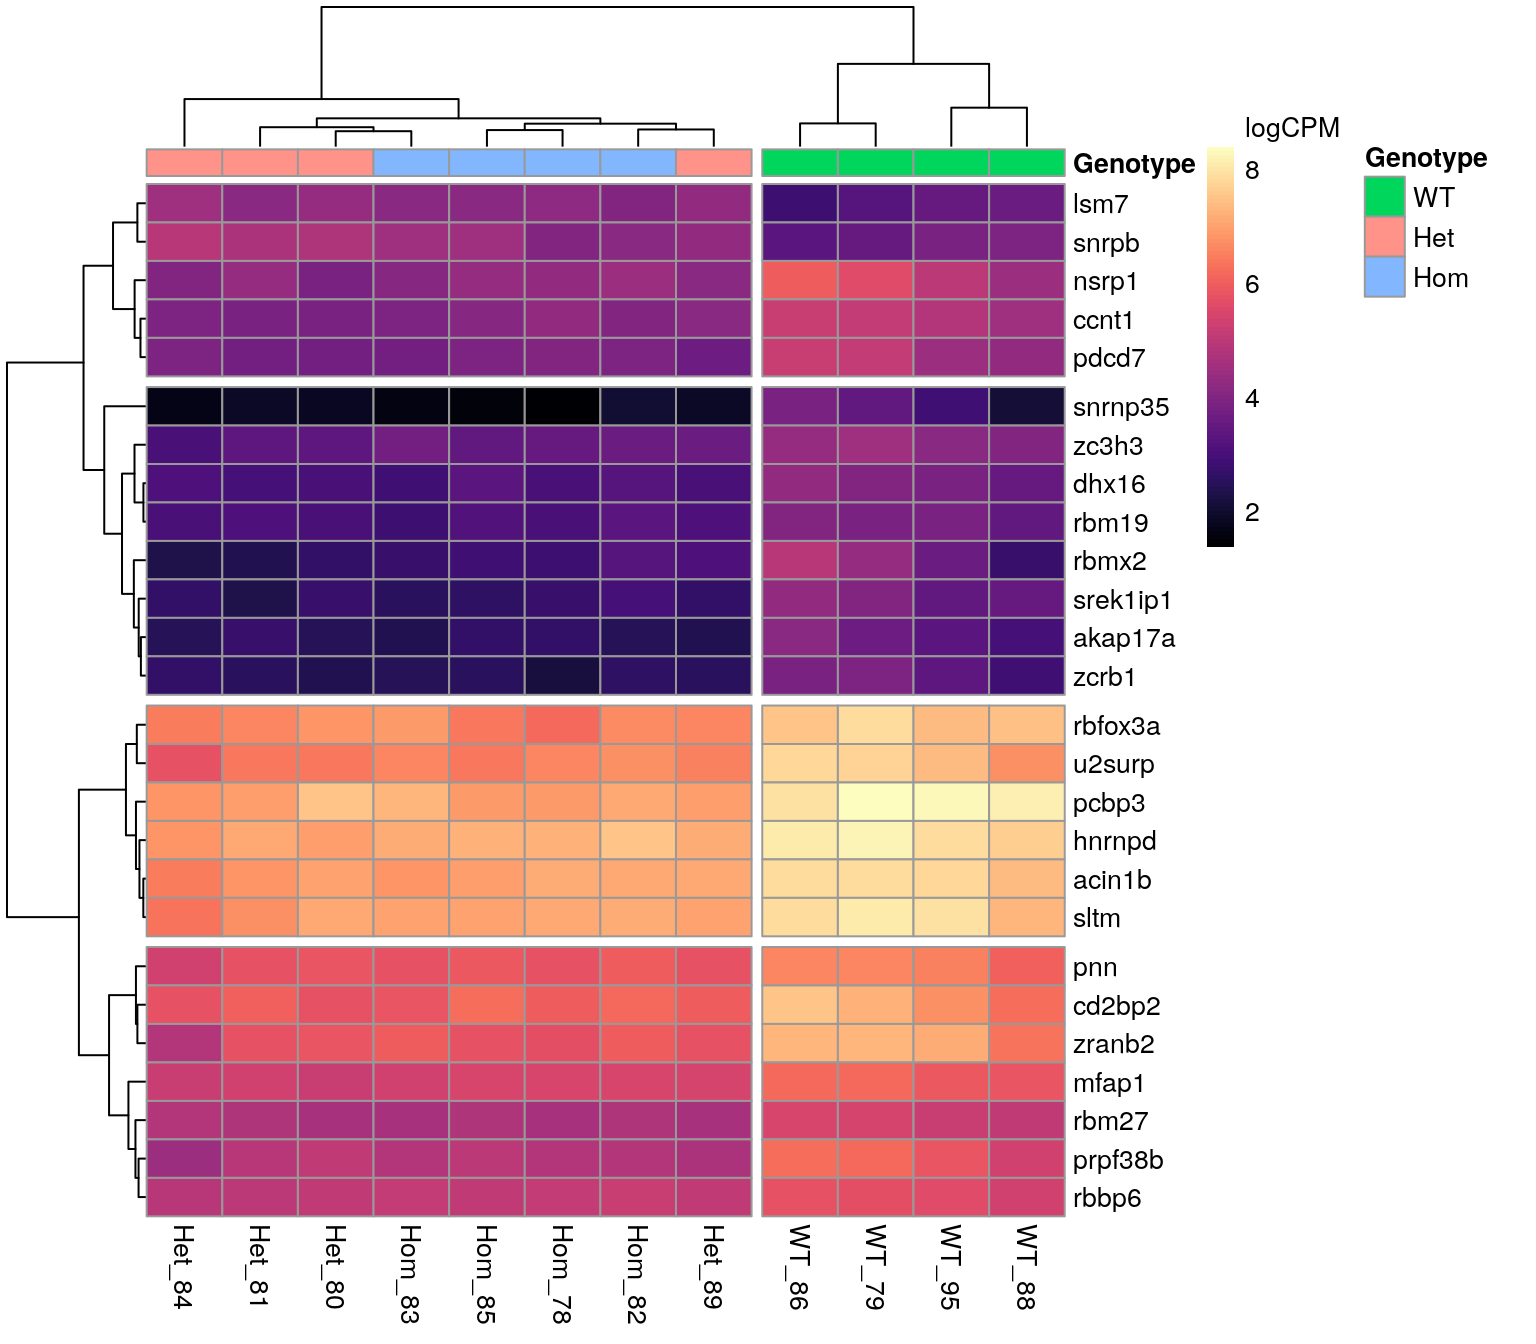 logCPM
8
6
4
2
Genotype
WT
Het
Hom
Genotype
lsm7
snrpb
nsrp1
ccnt1
pdcd7
snrnp35
zc3h3
dhx16
rbm19
rbmx2
srek1ip1
akap17a
zcrb1
rbfox3a
u2surp
pcbp3
hnrnpd
acin1b
sltm
pnn
cd2bp2
zranb2
mfap1
rbm27
prpf38b
rbbp6
Het_84
Het_81
Het_80
Hom_83
Hom_85
Hom_78
Hom_82
Het_89
WT_86
WT_79
WT_95
WT_88